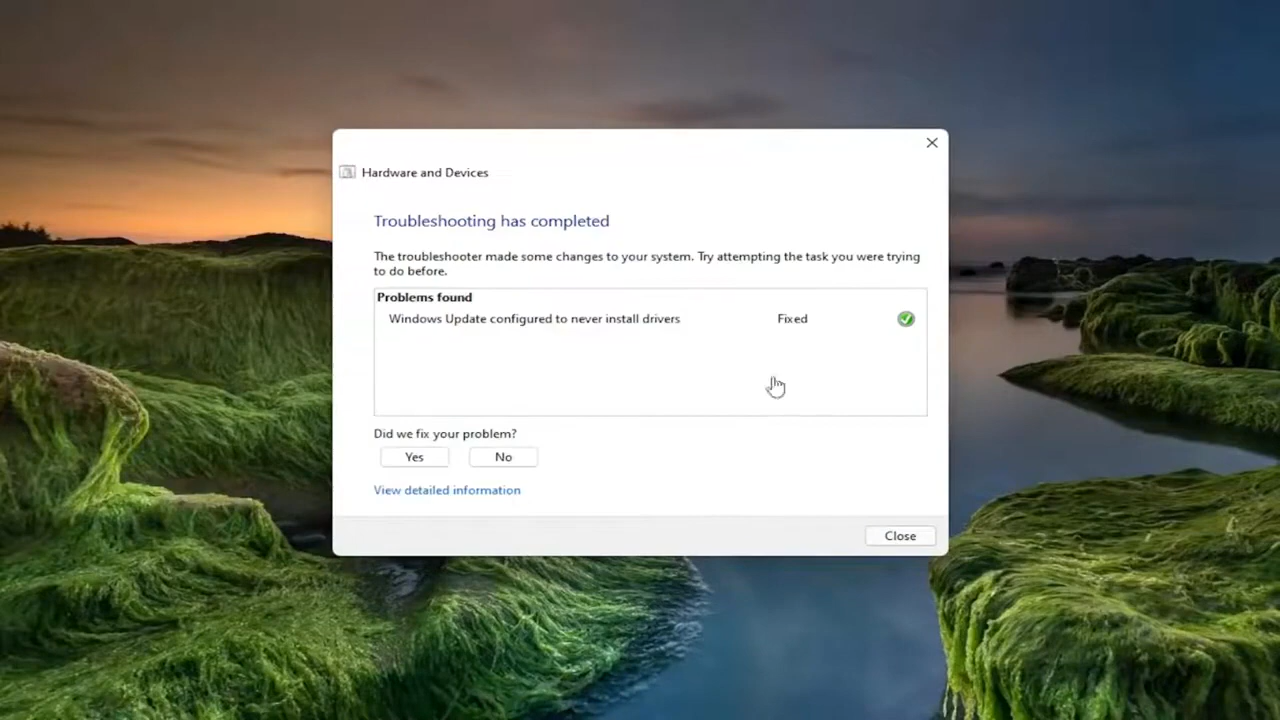 Hardware and Devices
Troubleshooting has completed
The troubleshooter made some changes to your system. Try attempting the task you were trying
to do before.
Problems found
Windows Update configured to never install drivers Fixed
Did we fix your problem?
Yes No
View detailed information
Close